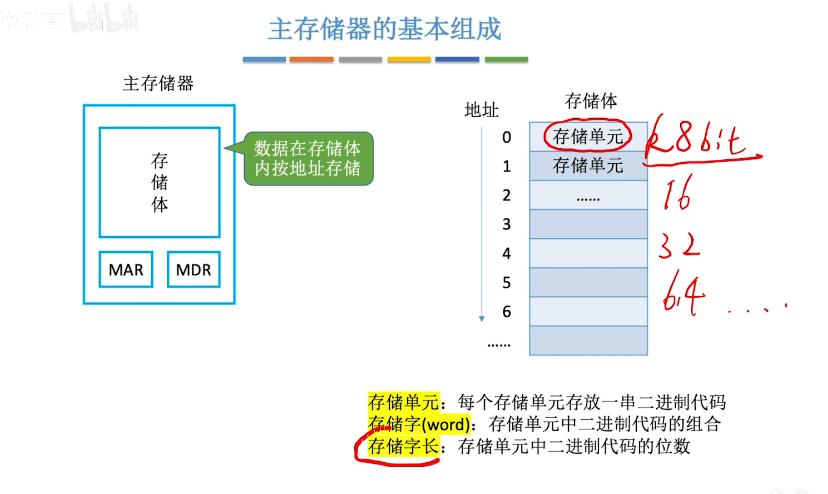 bilibili
主存储器的基本组成
主存储器
存储体
MAR
MDR
数据在存储体
内按地址存储
地址
存储体
0
存储单元
8bit
1
存储单元
2
……
16
3
32
4
5
64 ....
6
……
存储单元：每个存储单元存放一串二进制代码
存储字(word)：存储单元中二进制代码的组合
存储字长：存储单元中二进制代码的位数